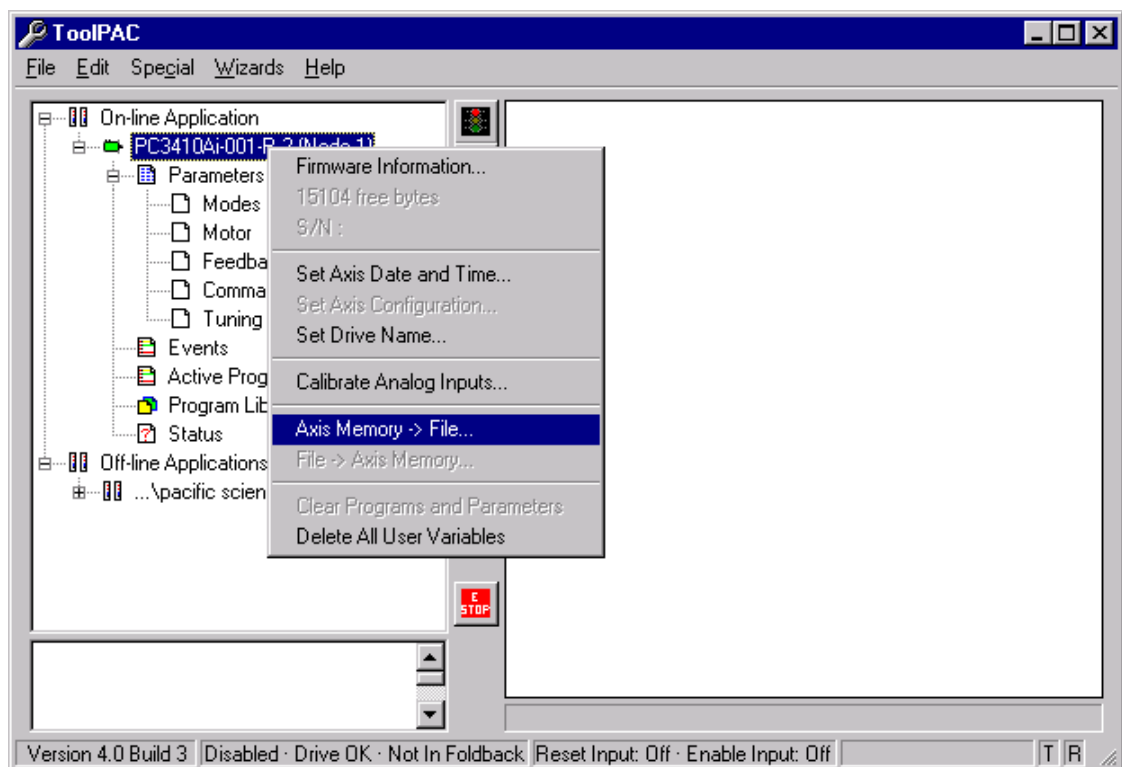 ToolPAC
File Edit Special Wizards Help
On-line Application
PC3410Ai-001-R 2 (Node 1)
Parameters
Modes
Motor
Feedba
Comma
Tuning
Events
Active Prog
Program Lib
Status
Off-line Applications
...\pacific scien
Firmware Information...
15104 free bytes
S/N :
Set Axis Date and Time...
Set Axis Configuration...
Set Drive Name...
Calibrate Analog Inputs...
Axis Memory -> File...
File -> Axis Memory...
Clear Programs and Parameters
Delete All User Variables
E
STOP
Version 4.0 Build 3 Disabled · Drive OK · Not In Foldback Reset Input: Off · Enable Input: Off T R